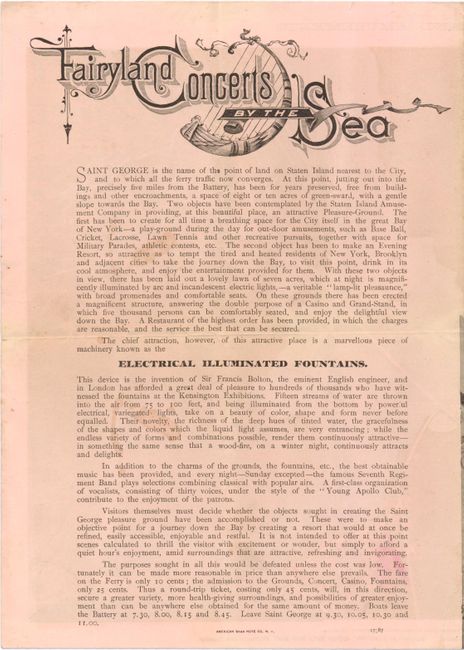 Fairyland Concerts
BY THE
Sea
SAINT GEORGE is the name of the point of land on Staten Island nearest to the City,
and to which all the ferry traffic now converges. At this point, jutting out into the
Bay, precisely five miles from the Battery, has been for years preserved, free from build-
ings and other encroachments, a space of eight or ten acres of green-sward, with a gentle
slope towards the Bay. Two objects have been contemplated by the Staten Island Amuse-
ment Company in providing, at this beautiful place, an attractive Pleasure-Ground. The
first has been to create for all time a breathing space for the City itself in the great Bay
of New York—a play-ground during the day for out-door amusements, such as Base Ball,
Cricket, Lacrosse, Lawn Tennis and other recreative pursuits, together with space for
Military Parades, athletic contests, etc. The second object has been to make an Evening
Resort, so attractive as to tempt the tired and heated residents of New York, Brooklyn
and adjacent cities to take the journey down the Bay, to visit this point, drink in its
cool atmosphere, and enjoy the entertainment provided for them. With these two objects
in view, there has been laid out a lovely lawn of seven acres, which at night is magnifi-
cently illuminated by arc and incandescent electric lights,—a veritable "lamp-lit pleasaunce,"
with broad promenades and comfortable seats. On these grounds there has been erected
a magnificent structure, answering the double purpose of a Casino and Grand-Stand, in
which five thousand persons can be comfortably seated, and enjoy the delightful view
down the Bay. A Restaurant of the highest order has been provided, in which the charges
are reasonable, and the service the best that can be secured.
The chief attraction, however, of this attractive place is a marvellous piece of
machinery known as the
ELECTRICAL ILLUMINATED FOUNTAINS.
This device is the invention of Sir Francis Bolton, the eminent English engineer, and
in London has afforded a great deal of pleasure to hundreds of thousands who have wit-
nessed the fountains at the Kensington Exhibitions. Fifteen streams of water are thrown
into the air from 75 to 100 feet, and being illuminated from the bottom by powerful
electrical, variegated lights, take on a beauty of color, shape and form never before
equalled. Their novelty, the richness of the deep hues of tinted water, the gracefulness
of the shapes and colors which the liquid light assumes, are very entrancing; while the
endless variety of forms and combinations possible, render them continuously attractive—
in something the same sense that a wood-fire, on a winter night, continuously attracts
and delights.
In addition to the charms of the grounds, the fountains, etc., the best obtainable
music has been provided, and every night—Sunday excepted—the famous Seventh Regi-
ment Band plays selections combining classical with popular airs. A first-class organization
of vocalists, consisting of thirty voices, under the style of the "Young Apollo Club,"
contribute to the enjoyment of the patrons.
Visitors themselves must decide whether the objects sought in creating the Saint
George pleasure ground have been accomplished or not. These were to make an
objective point for a journey down the Bay by creating a resort that would at once be
refined, easily accessible, enjoyable and restful. It is not intended to offer at this point
scenes calculated to thrill the visitor with excitement or wonder, but simply to afford a
quiet hour's enjoyment, amid surroundings that are attractive, refreshing and invigorating.
The purposes sought in all this would be defeated unless the cost was low. For-
tunately it can be made more reasonable in price than anywhere else prevails. The fare
on the Ferry is only 10 cents; the admission to the Grounds, Concert, Casino, Fountains,
only 25 cents. Thus a round-trip ticket, costing only 45 cents, will, in this direction,
secure a greater variety, more health-giving surroundings, and possibilities of greater enjoy-
ment than can be anywhere else obtained for the same amount of money. Boats leave
the Battery at 7.30, 8.00, 8.15 and 8.45. Leave Saint George at 9.30, 10.05, 10.30 and
11.00.
AMERICAN BANK NOTE CO. N. Y.